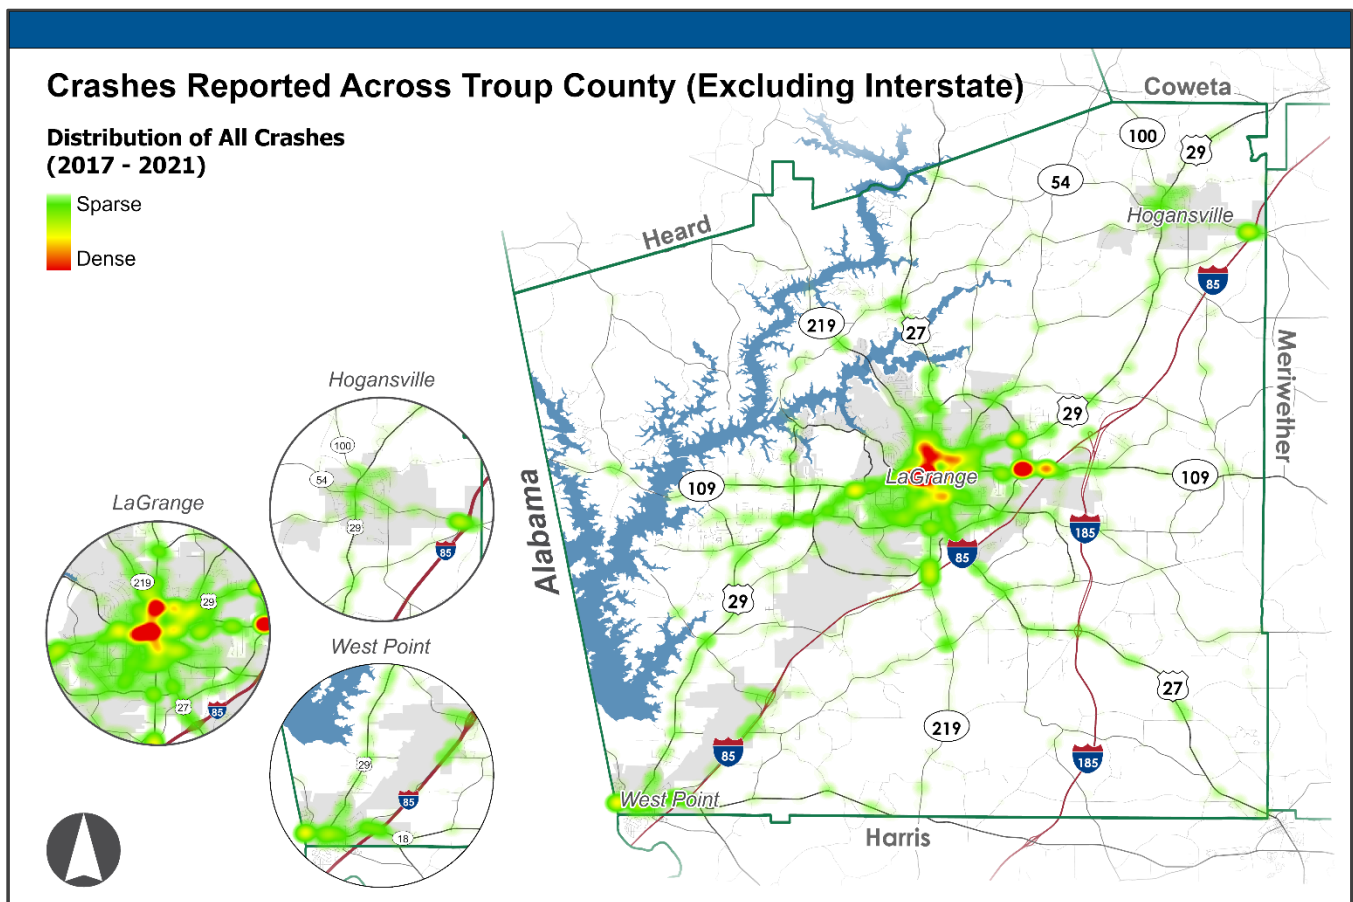 Crashes Reported Across Troup County (Excluding Interstate)
Distribution of All Crashes
(2017 - 2021)
Sparse
Dense
Coweta
100
29
54
Hogansville
Heard
85
219
27
Meriwether
29
LaGrange
109
109
Alabama
185
85
29
27
219
85
185
West Point
Harris
Hogansville
100
54
29
85
LaGrange
219
29
27
85
West Point
29
85
18